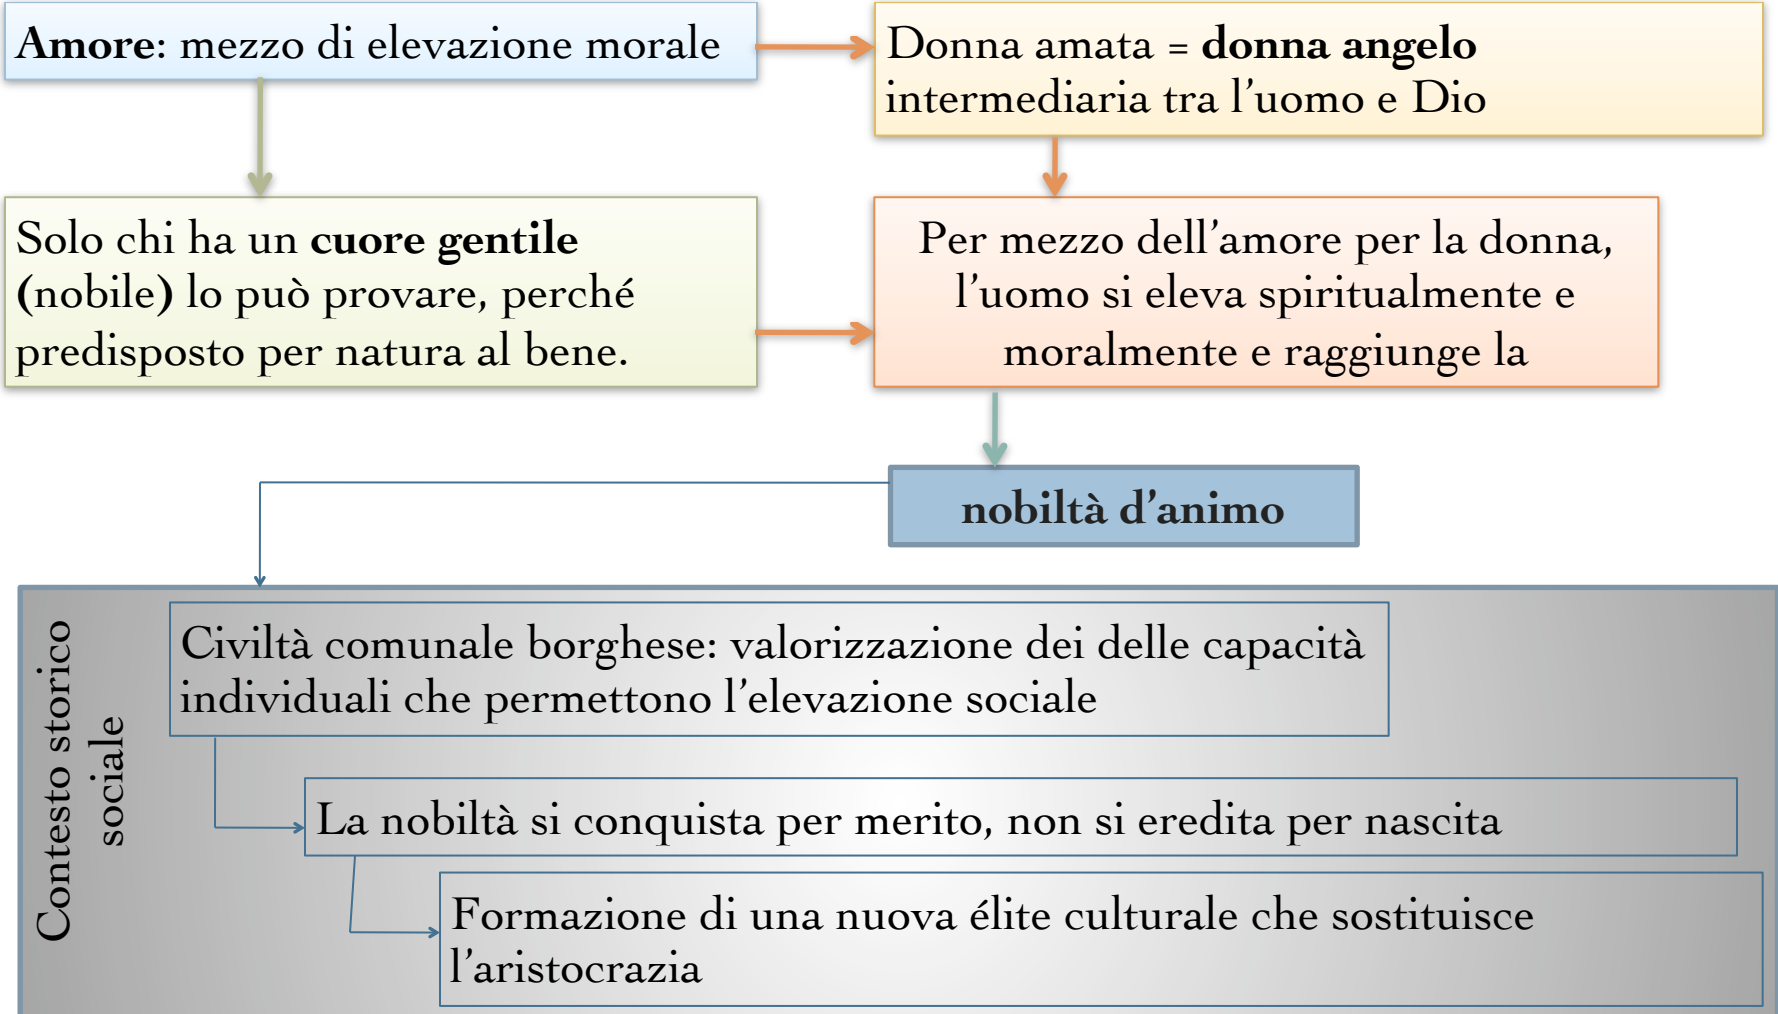 Amore: mezzo di elevazione morale
Donna amata = donna angelo
intermediaria tra l’uomo e Dio
Solo chi ha un cuore gentile
(nobile) lo può provare, perché
predisposto per natura al bene.
Per mezzo dell’amore per la donna,
l’uomo si eleva spiritualmente e
moralmente e raggiunge la
nobiltà d’animo
Contesto storico
sociale
Civiltà comunale borghese: valorizzazione dei delle capacità
individuali che permettono l’elevazione sociale
La nobiltà si conquista per merito, non si eredita per nascita
Formazione di una nuova élite culturale che sostituisce
l’aristocrazia